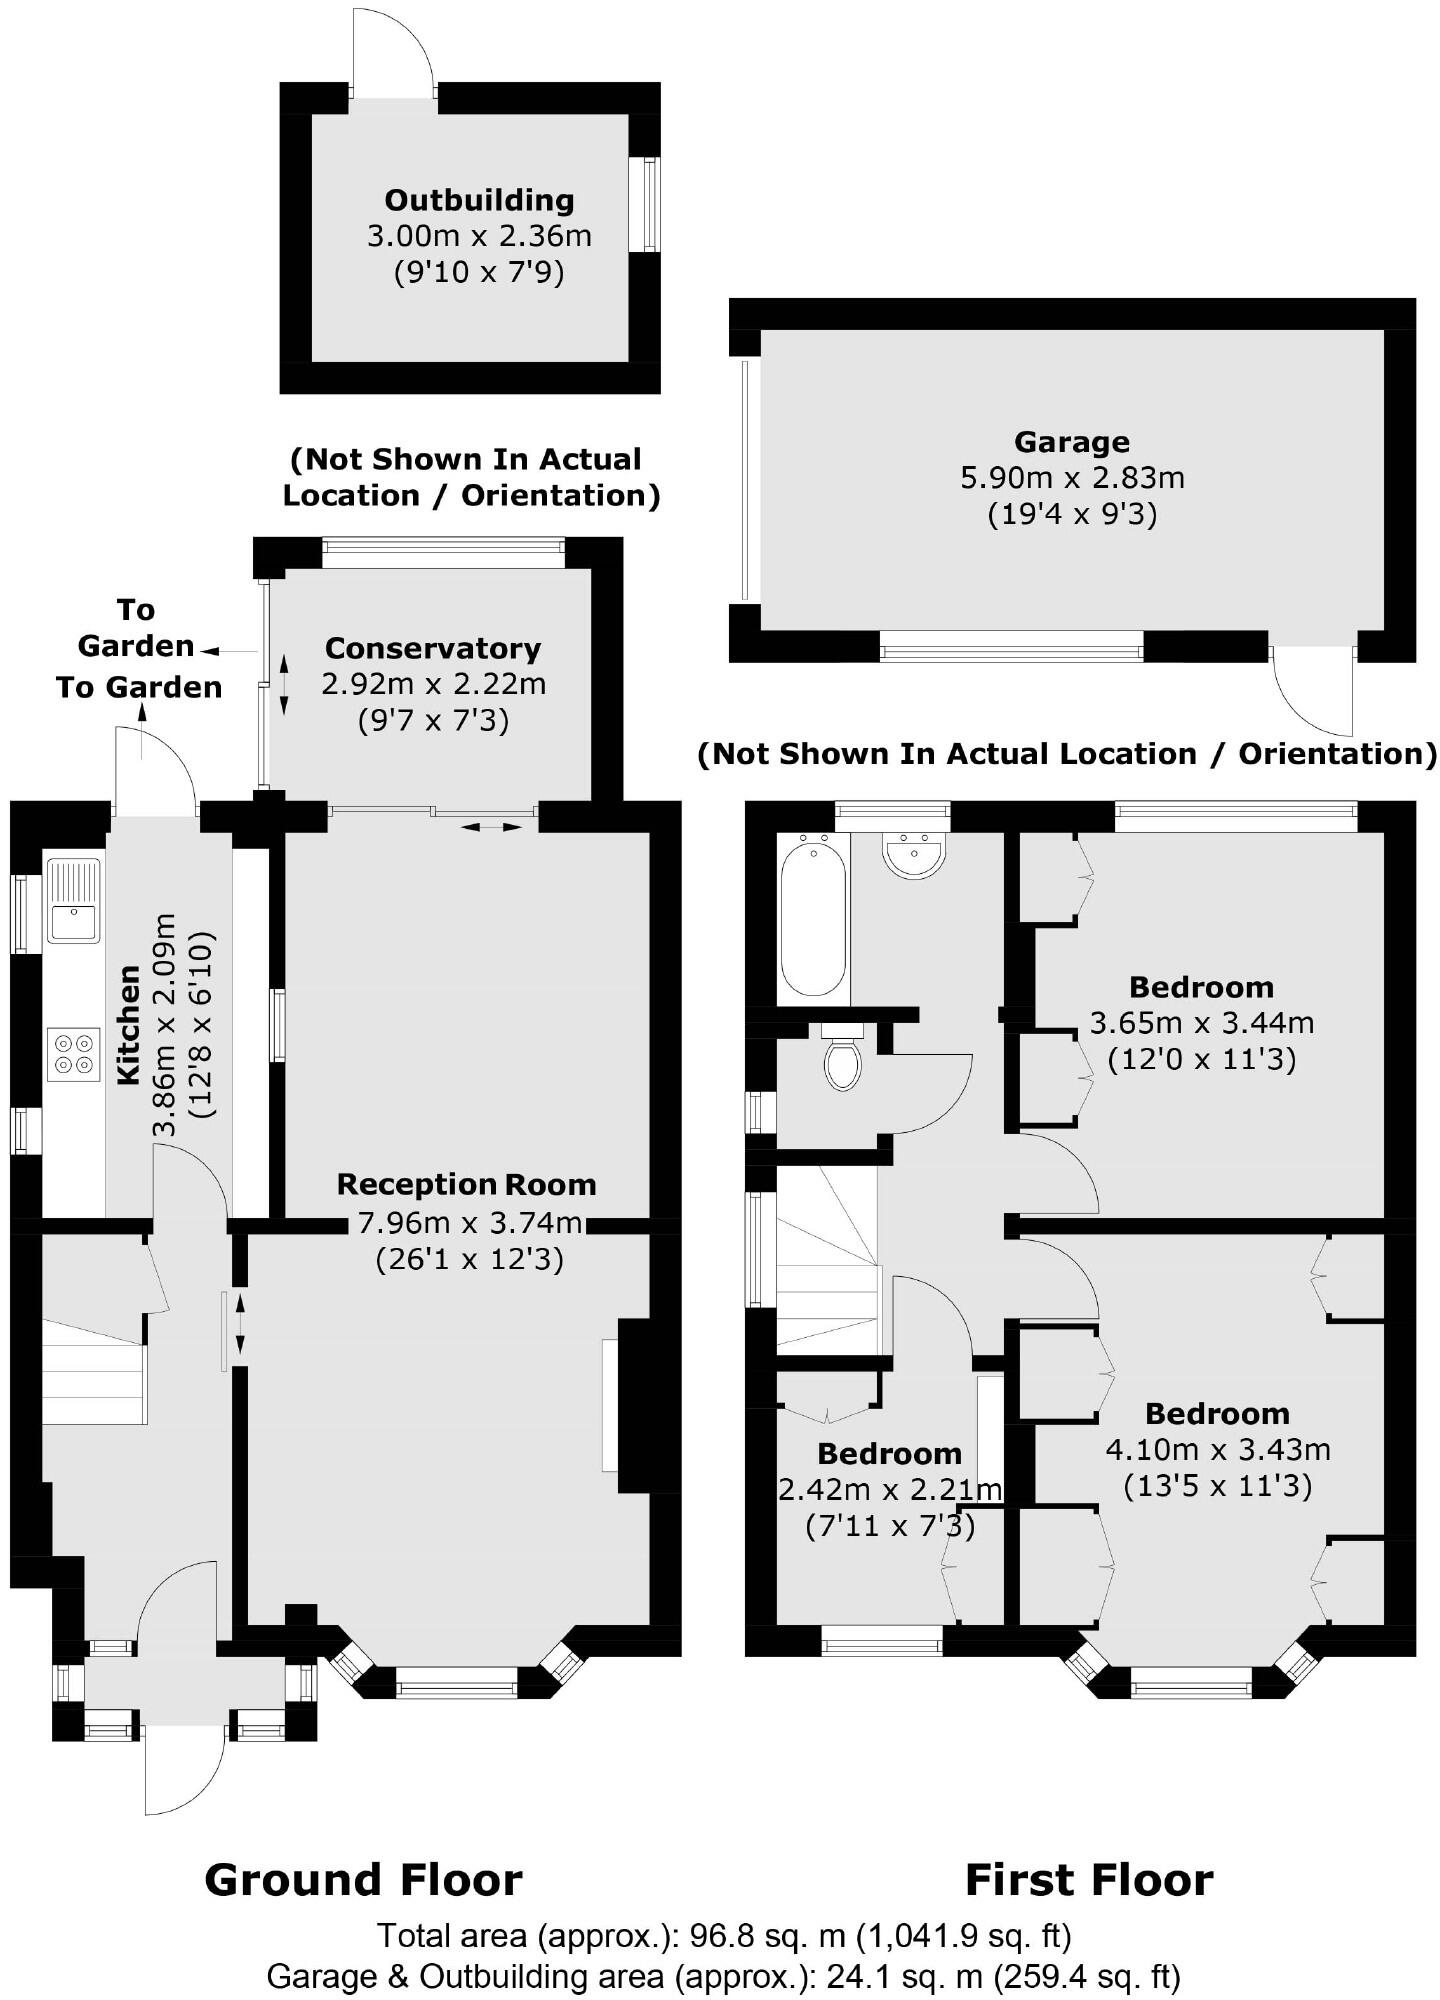 Outbuilding
3.00m x 2.36m
(9'10 x 7'9)
(Not Shown In Actual
Location / Orientation)
Garage
5.90m x 2.83m
(19'4 x 9'3)
(Not Shown In Actual Location / Orientation)
To
Garden
To Garden
Conservatory
2.92m x 2.22m
(9'7 x 7'3)
Kitchen
3.86m x 2.09m
(12'8 x 6'10)
Reception Room
7.96m x 3.74m
(26'1 x 12'3)
Bedroom
3.65m x 3.44m
(12'0 x 11'3)
Bedroom
4.10m x 3.43m
(13'5 x 11'3)
Bedroom
2.42m x 2.21m
(7'11 x 7'3)
Ground Floor
First Floor
Total area (approx.): 96.8 sq. m (1,041.9 sq. ft)
Garage & Outbuilding area (approx.): 24.1 sq. m (259.4 sq. ft)